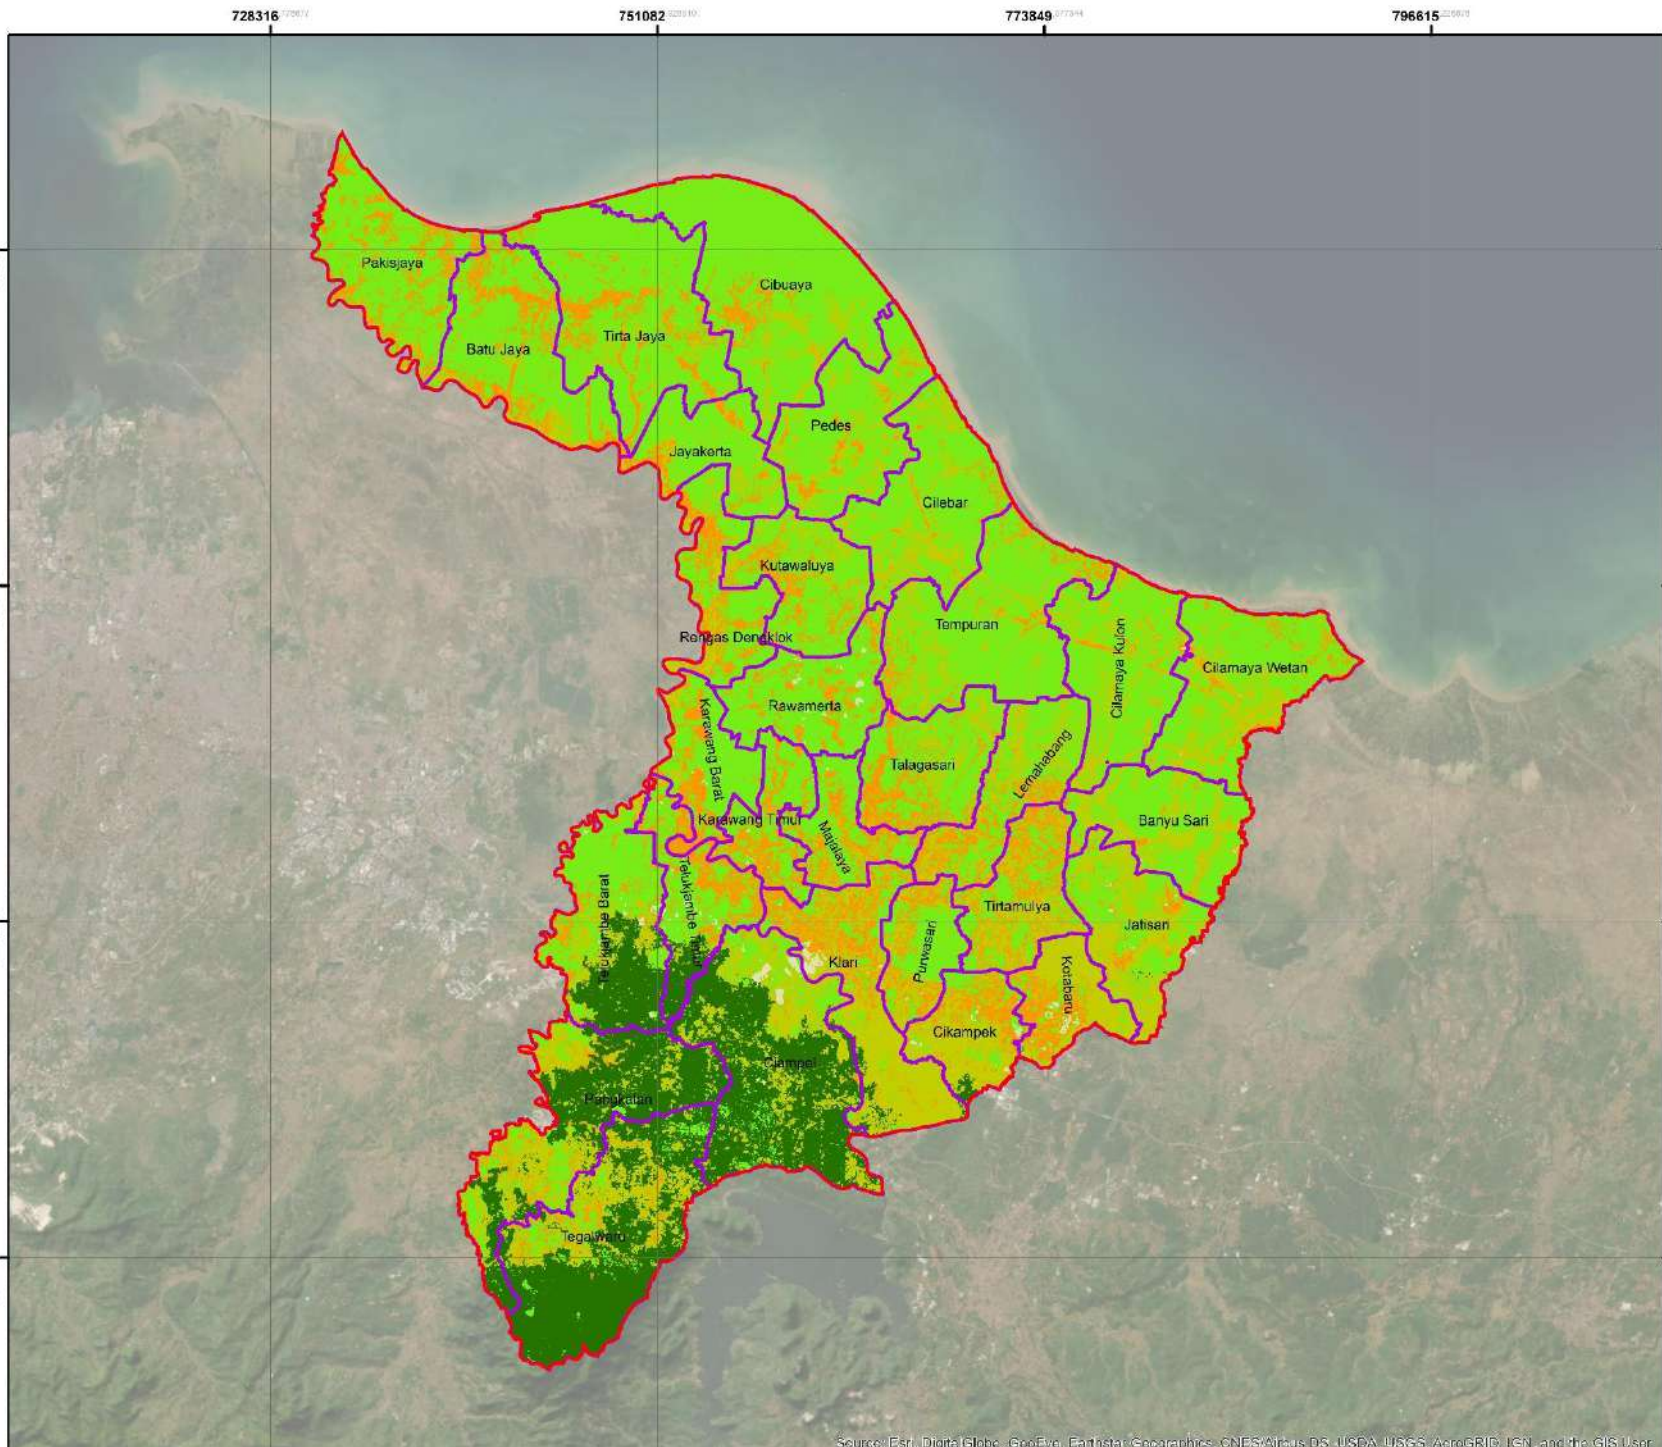 728316
751082
773849
796615
Pakisjaya
Cibuaya
Tirta Jaya
Batu Jaya
Pedes
Jayakerta
Cilebar
Kutawaluya
Tempuran
Rengas Dengklok
Cilamaya Kulon
Cilamaya Wetan
Rawamerta
Karawang Barat
Talagasari
Lemahabang
Karawang Timur
Banyu Sari
Majalaya
Telukjambe Barat
Telukjambe Timur
Tirtamulya
Jatisari
Purwasari
Klari
Kotabaru
Cikampek
Ciampel
Pangkalan
Tegalwaru
Source: Esri, DigitalGlobe, GeoEye, Earthstar Geographics, CNES/Airbus DS, USDA, USGS, AeroGRID, IGN, and the GIS User